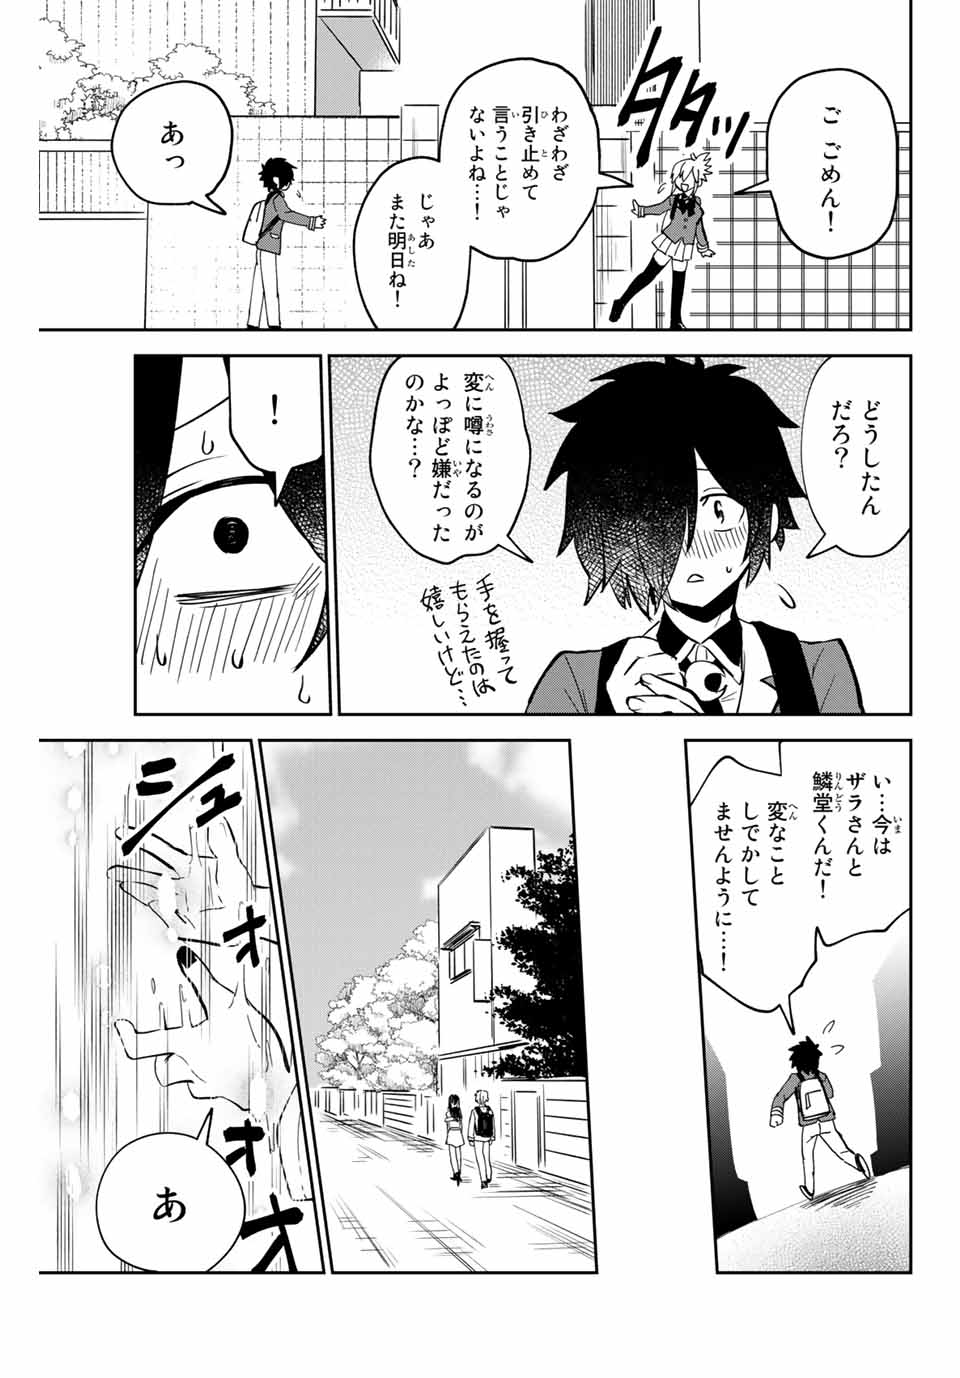 ご ごめん！
タタタッ
わざわざ
引き止めて
言うことじゃ
ないよね…！
じゃあ
また明日ね！
あっ
どうしたん
だろ？
変に噂になるのが
よっぽど嫌だった
のかな…？
手を握って
もらえたのは
嬉しいけど…
！
い…今は
ザラさんと
鱗堂くんだ！
変なこと
しでかして
ませんように…！
シュオオオオ
あ